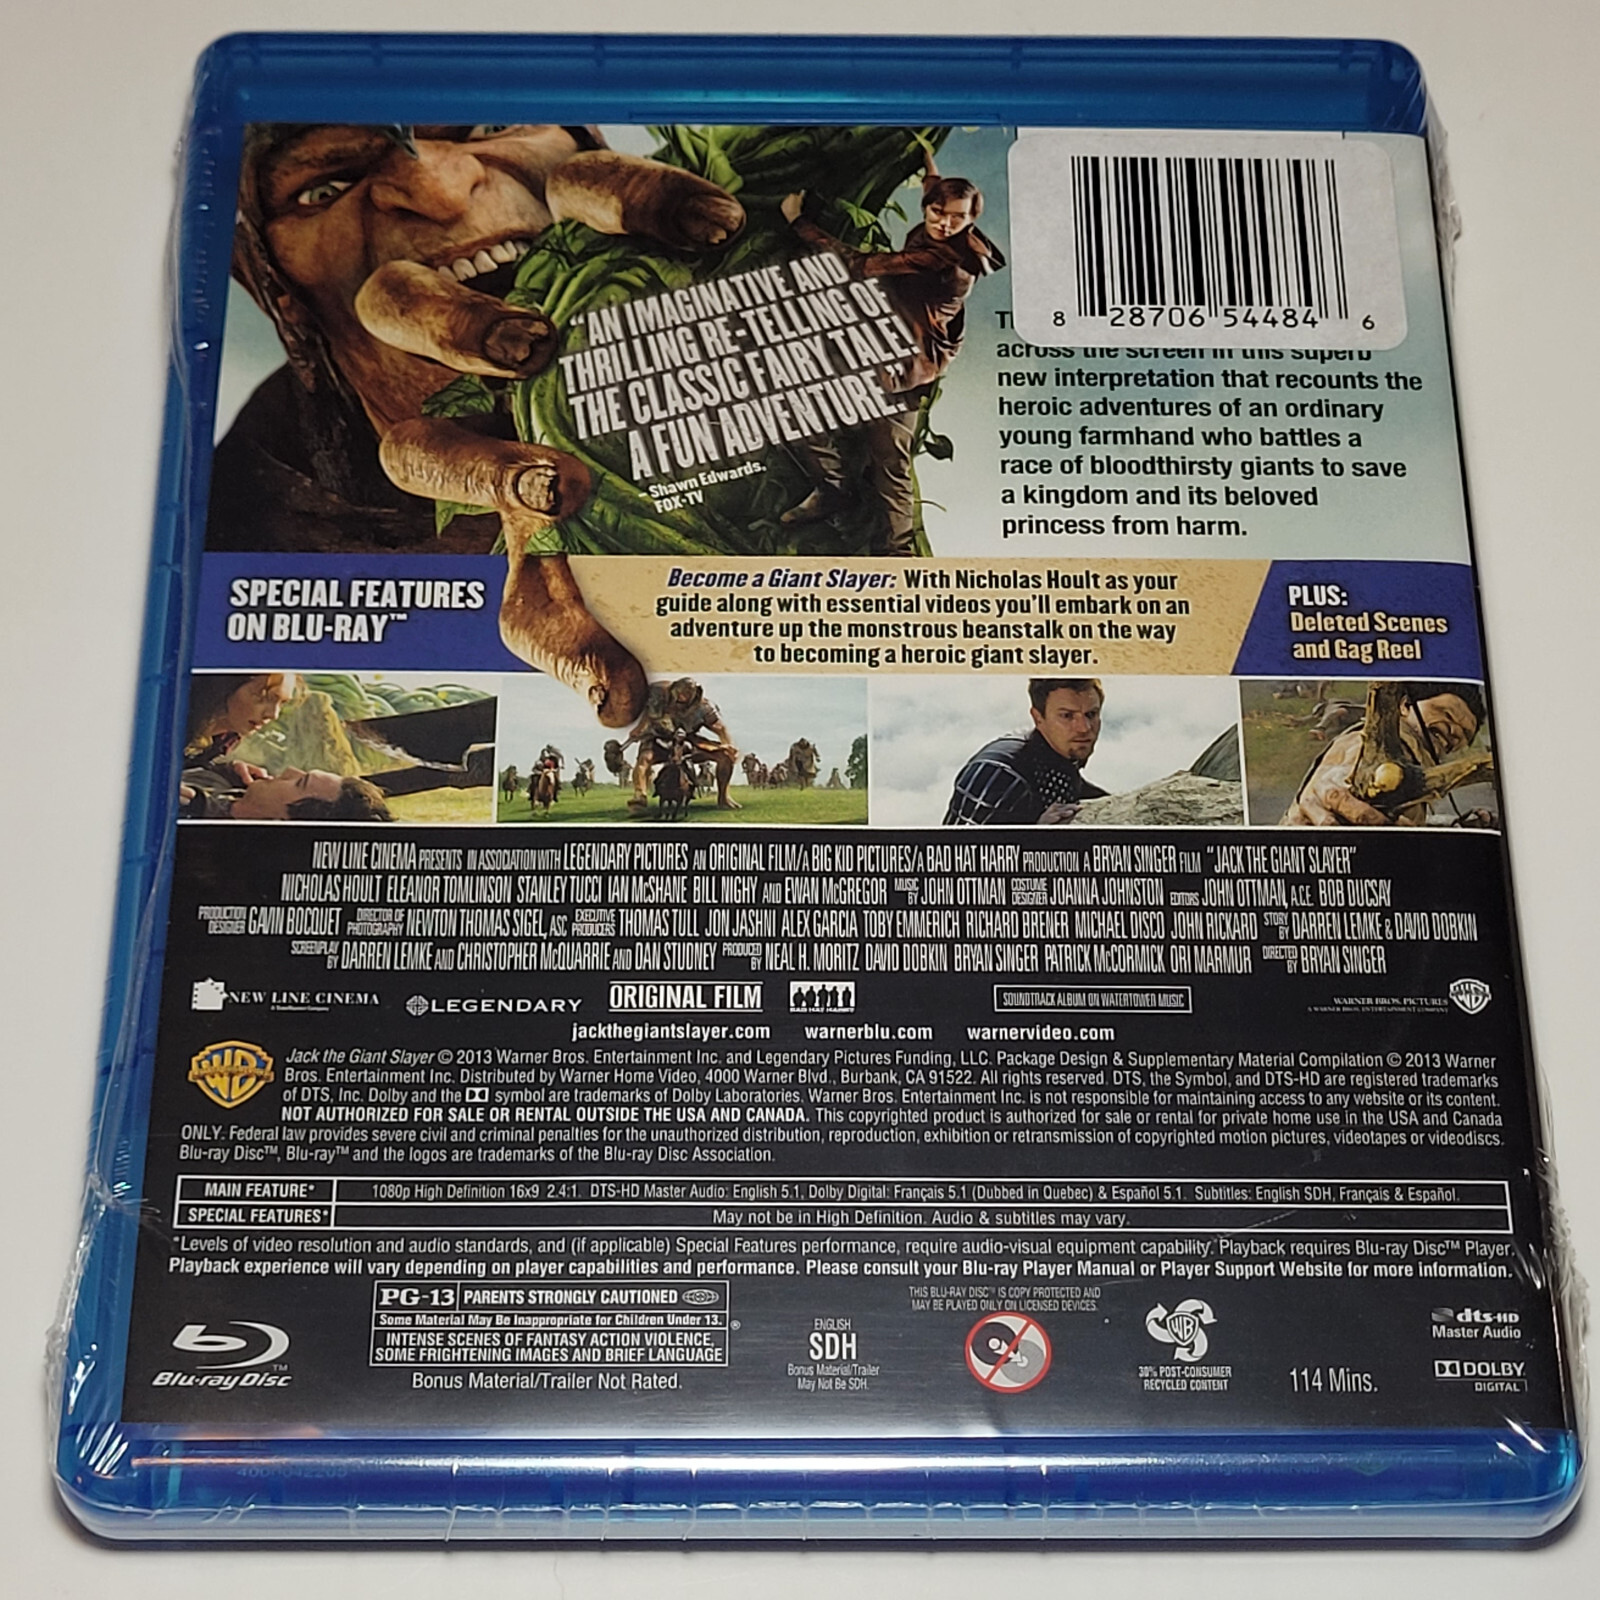 8 28706 54484 6
"AN IMAGINATIVE AND
THRILLING RE-TELLING OF
THE CLASSIC FAIRY TALE!
A FUN ADVENTURE."
– Shawn Edwards,
FOX-TV
across the screen in this superb
new interpretation that recounts the
heroic adventures of an ordinary
young farmhand who battles a
race of bloodthirsty giants to save
a kingdom and its beloved
princess from harm.
SPECIAL FEATURES
ON BLU-RAY™
Become a Giant Slayer: With Nicholas Hoult as your
guide along with essential videos you'll embark on an
adventure up the monstrous beanstalk on the way
to becoming a heroic giant slayer.
PLUS:
Deleted Scenes
and Gag Reel
NEW LINE CINEMA PRESENTS IN ASSOCIATION WITH LEGENDARY PICTURES AN ORIGINAL FILM/A BIG KID PICTURES/A BAD HAT HARRY PRODUCTION A BRYAN SINGER FILM "JACK THE GIANT SLAYER"
NICHOLAS HOULT ELEANOR TOMLINSON STANLEY TUCCI IAN McSHANE BILL NIGHY AND EWAN McGREGOR MUSIC BY JOHN OTTMAN COSTUME DESIGNER JOANNA JOHNSTON EDITORS JOHN OTTMAN, A.C.E. BOB DUCSAY
PRODUCTION DESIGNER GAVIN BOCQUET DIRECTOR OF PHOTOGRAPHY NEWTON THOMAS SIGEL, ASC EXECUTIVE PRODUCERS THOMAS TULL JON JASHNI ALEX GARCIA TOBY EMMERICH RICHARD BRENER MICHAEL DISCO JOHN RICKARD STORY BY DARREN LEMKE & DAVID DOBKIN
SCREENPLAY BY DARREN LEMKE AND CHRISTOPHER McQUARRIE AND DAN STUDNEY PRODUCED BY NEAL H. MORITZ DAVID DOBKIN BRYAN SINGER PATRICK McCORMICK ORI MARMUR DIRECTED BY BRYAN SINGER
NEW LINE CINEMA LEGENDARY ORIGINAL FILM BAD HAT HARRY SOUNDTRACK ALBUM ON WATERTOWER MUSIC WARNER BROS. PICTURES
jackthegiantslayer.com warnerblu.com warnervideo.com
Jack the Giant Slayer © 2013 Warner Bros. Entertainment Inc. and Legendary Pictures Funding, LLC. Package Design & Supplementary Material Compilation © 2013 Warner
Bros. Entertainment Inc. Distributed by Warner Home Video, 4000 Warner Blvd., Burbank, CA 91522. All rights reserved. DTS, the Symbol, and DTS-HD are registered trademarks
of DTS, Inc. Dolby and the symbol are trademarks of Dolby Laboratories. Warner Bros. Entertainment Inc. is not responsible for maintaining access to any website or its content.
NOT AUTHORIZED FOR SALE OR RENTAL OUTSIDE THE USA AND CANADA. This copyrighted product is authorized for sale or rental for private home use in the USA and Canada
ONLY. Federal law provides severe civil and criminal penalties for the unauthorized distribution, reproduction, exhibition or retransmission of copyrighted motion pictures, videotapes or videodiscs.
Blu-ray Disc™, Blu-ray™ and the logos are trademarks of the Blu-ray Disc Association.
MAIN FEATURE* 1080p High Definition 16x9 2.4:1. DTS-HD Master Audio: English 5.1, Dolby Digital: Français 5.1 (Dubbed in Quebec) & Español 5.1. Subtitles: English SDH, Français & Español.
SPECIAL FEATURES* May not be in High Definition. Audio & subtitles may vary.
*Levels of video resolution and audio standards, and (if applicable) Special Features performance, require audio-visual equipment capability. Playback requires Blu-ray Disc™ Player.
Playback experience will vary depending on player capabilities and performance. Please consult your Blu-ray Player Manual or Player Support Website for more information.
Blu-ray Disc™
PG-13 PARENTS STRONGLY CAUTIONED
Some Material May Be Inappropriate for Children Under 13.
INTENSE SCENES OF FANTASY ACTION VIOLENCE,
SOME FRIGHTENING IMAGES AND BRIEF LANGUAGE ®
Bonus Material/Trailer Not Rated.
ENGLISH
SDH
Bonus Material/Trailer
May Not Be SDH.
THIS BLU-RAY DISC™ IS COPY PROTECTED AND
MAY BE PLAYED ONLY ON LICENSED DEVICES.
30% POST-CONSUMER
RECYCLED CONTENT
114 Mins.
dts-HD
Master Audio
DOLBY
DIGITAL